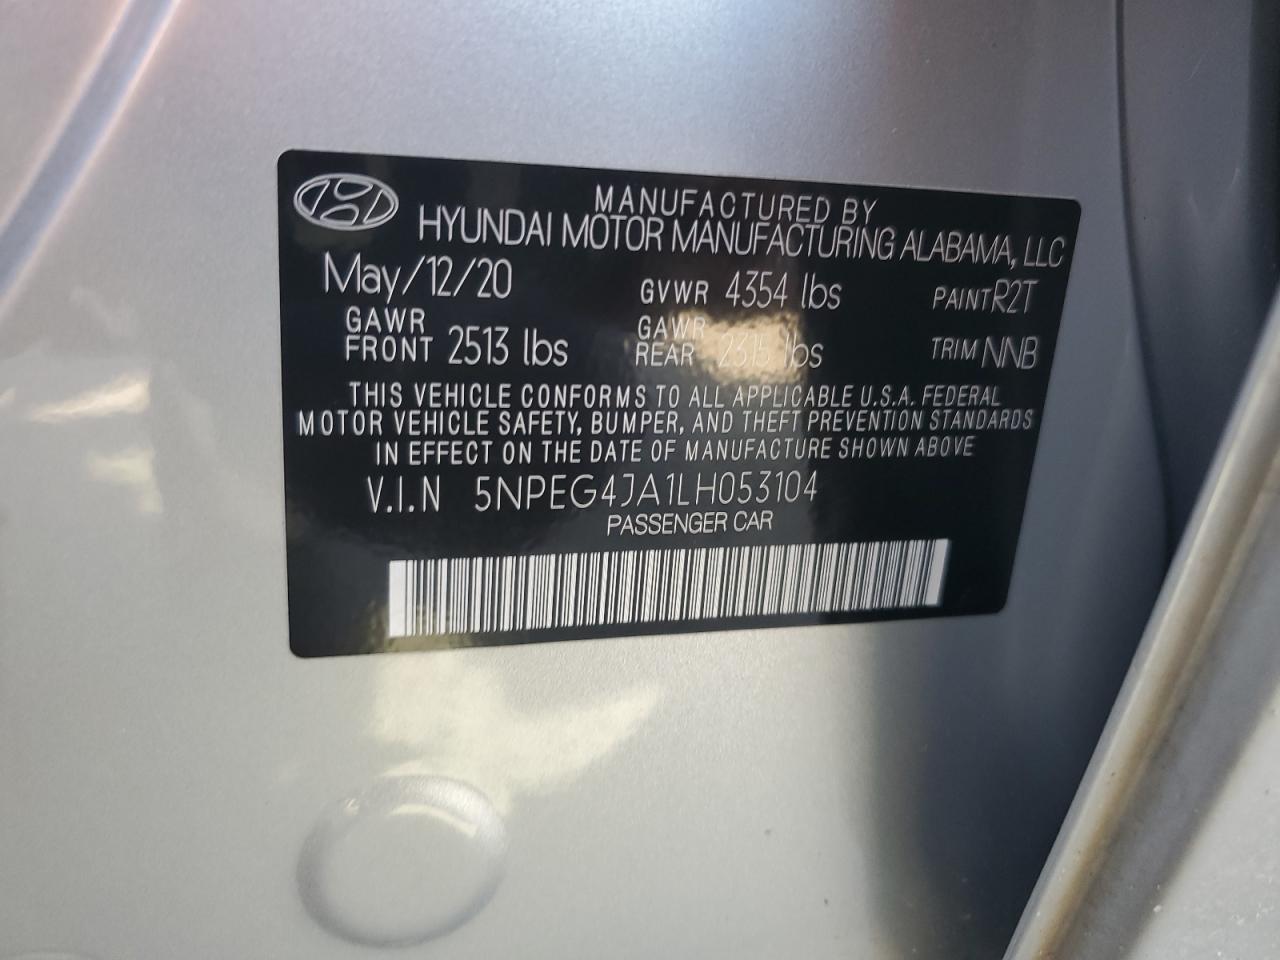 MANUFACTURED BY
HYUNDAI MOTOR MANUFACTURING ALABAMA, LLC
May/12/20 GVWR 4354 lbs PAINT R2T
GAWR FRONT 2513 lbs GAWR REAR 2315 lbs TRIM NNB
THIS VEHICLE CONFORMS TO ALL APPLICABLE U.S.A. FEDERAL
MOTOR VEHICLE SAFETY, BUMPER, AND THEFT PREVENTION STANDARDS
IN EFFECT ON THE DATE OF MANUFACTURE SHOWN ABOVE
V.I.N 5NPEG4JA1LH053104
PASSENGER CAR